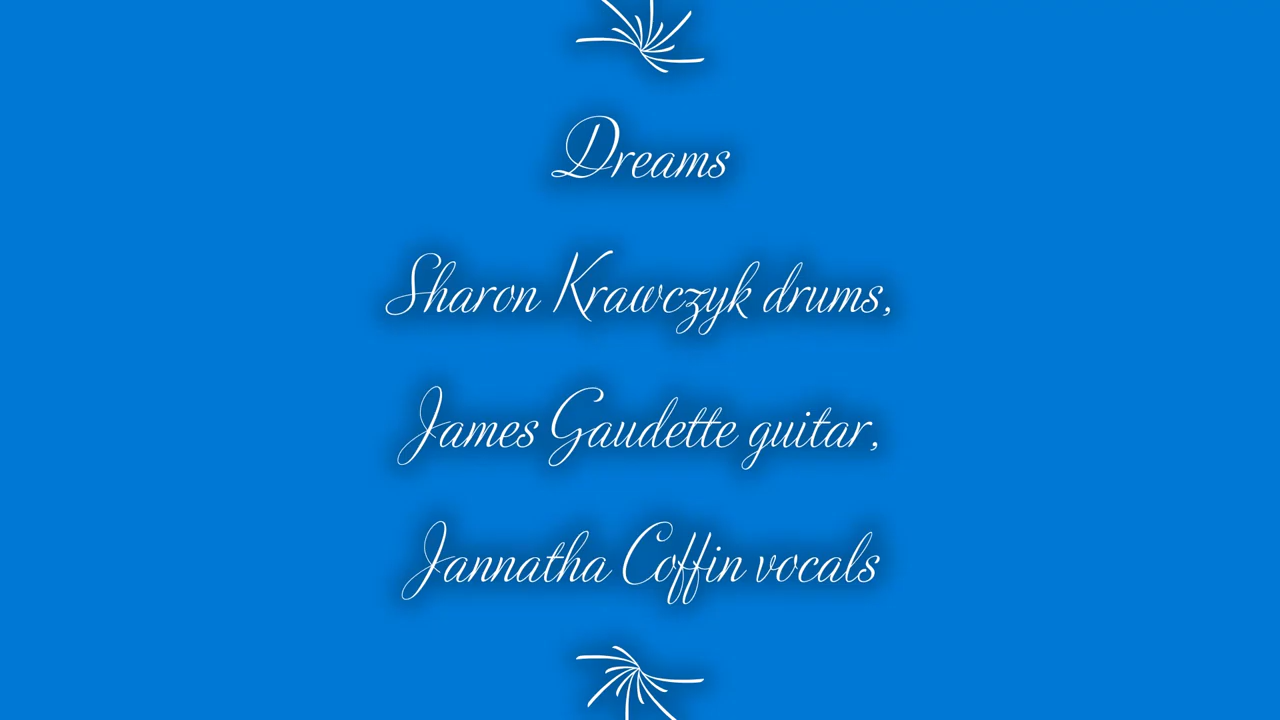 Dreams
Sharon Krawczyk drums,
James Gaudette guitar,
Jannatha Coffin vocals